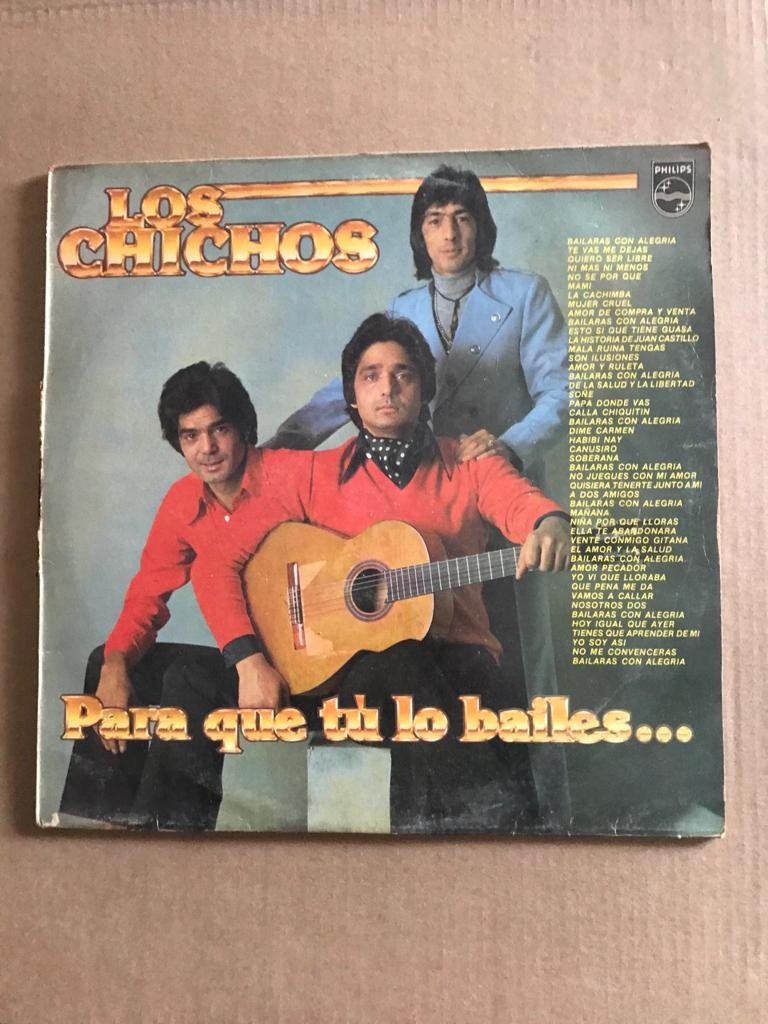 LOS
CHICHOS
PHILIPS
BAILARAS CON ALEGRIA
TE VAS ME DEJAS
QUIERO SER LIBRE
NI MAS NI MENOS
NO SE POR QUE
MAMI
LA CACHIMBA
MUJER CRUEL
AMOR DE COMPRA Y VENTA
BAILARAS CON ALEGRIA
ESTO SI QUE TIENE GUASA
LA HISTORIA DE JUAN CASTILLO
MALA RUINA TENGAS
SON ILUSIONES
AMOR Y RULETA
BAILARAS CON ALEGRIA
DE LA SALUD Y LA LIBERTAD
SOÑE
PAPA DONDE VAS
CALLA CHIQUITIN
BAILARAS CON ALEGRIA
DIME CARMEN
HABIBI NAY
CANUSIRO
SOBERANA
BAILARAS CON ALEGRIA
NO JUEGUES CON MI AMOR
QUISIERA TENERTE JUNTO A MI
A DOS AMIGOS
BAILARAS CON ALEGRIA
MAÑANA
NIÑA POR QUE LLORAS
ELLA TE ABANDONARA
VENTE CONMIGO GITANA
EL AMOR Y LA SALUD
BAILARAS CON ALEGRIA
AMOR PECADOR
YO VI QUE LLORABA
QUE PENA ME DA
VAMOS A CALLAR
NOSOTROS DOS
BAILARAS CON ALEGRIA
HOY IGUAL QUE AYER
TIENES QUE APRENDER DE MI
YO SOY ASI
NO ME CONVENCERAS
BAILARAS CON ALEGRIA
Para que tú lo bailes...